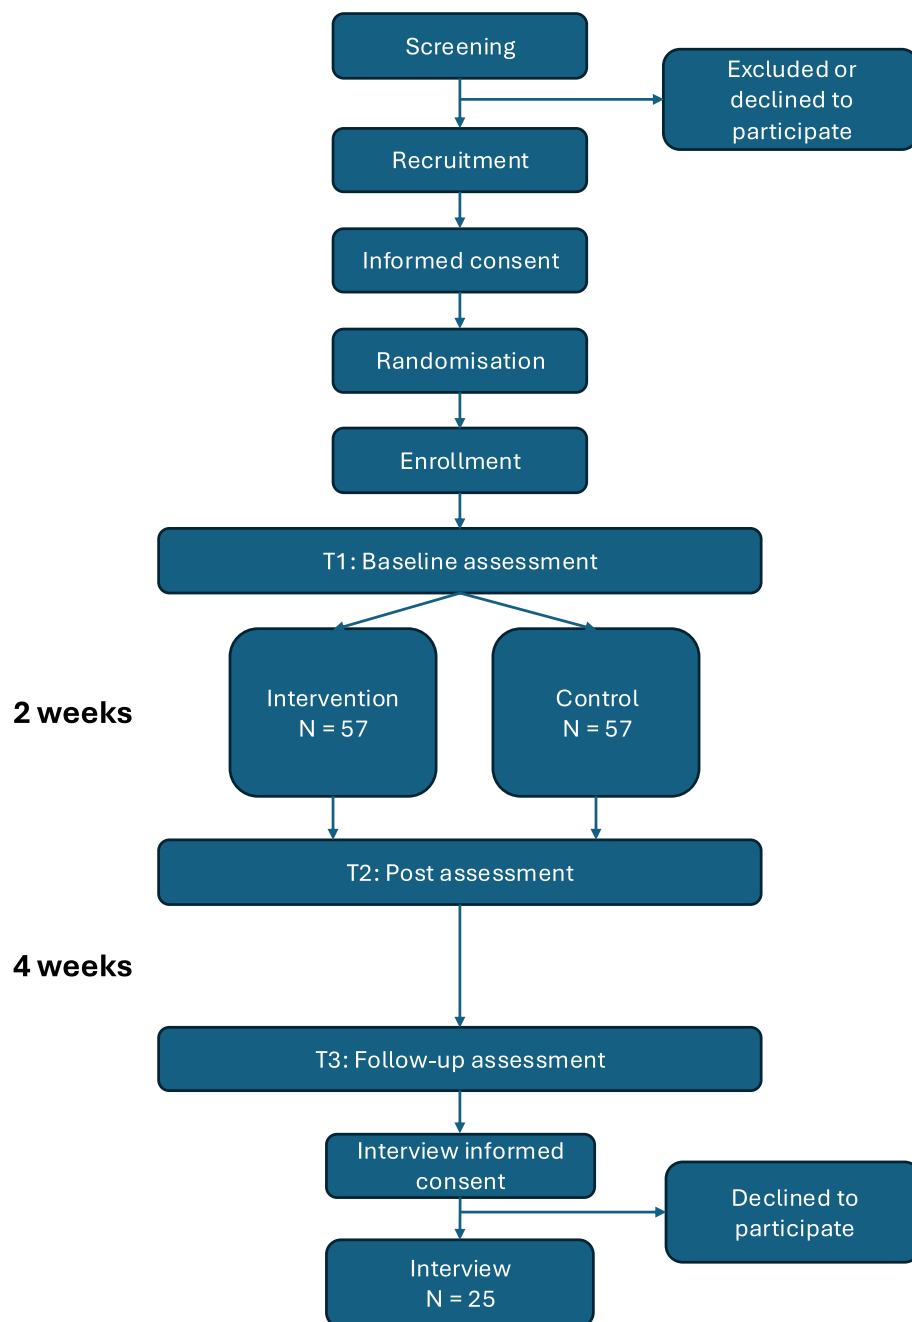 Screening
Excluded or
declined to
participate
Recruitment
Informed consent
Randomisation
Enrollment
T1: Baseline assessment
2 weeks
Intervention
N = 57
Control
N = 57
T2: Post assessment
4 weeks
T3: Follow-up assessment
Interview informed
consent
Declined to
participate
Interview
N = 25